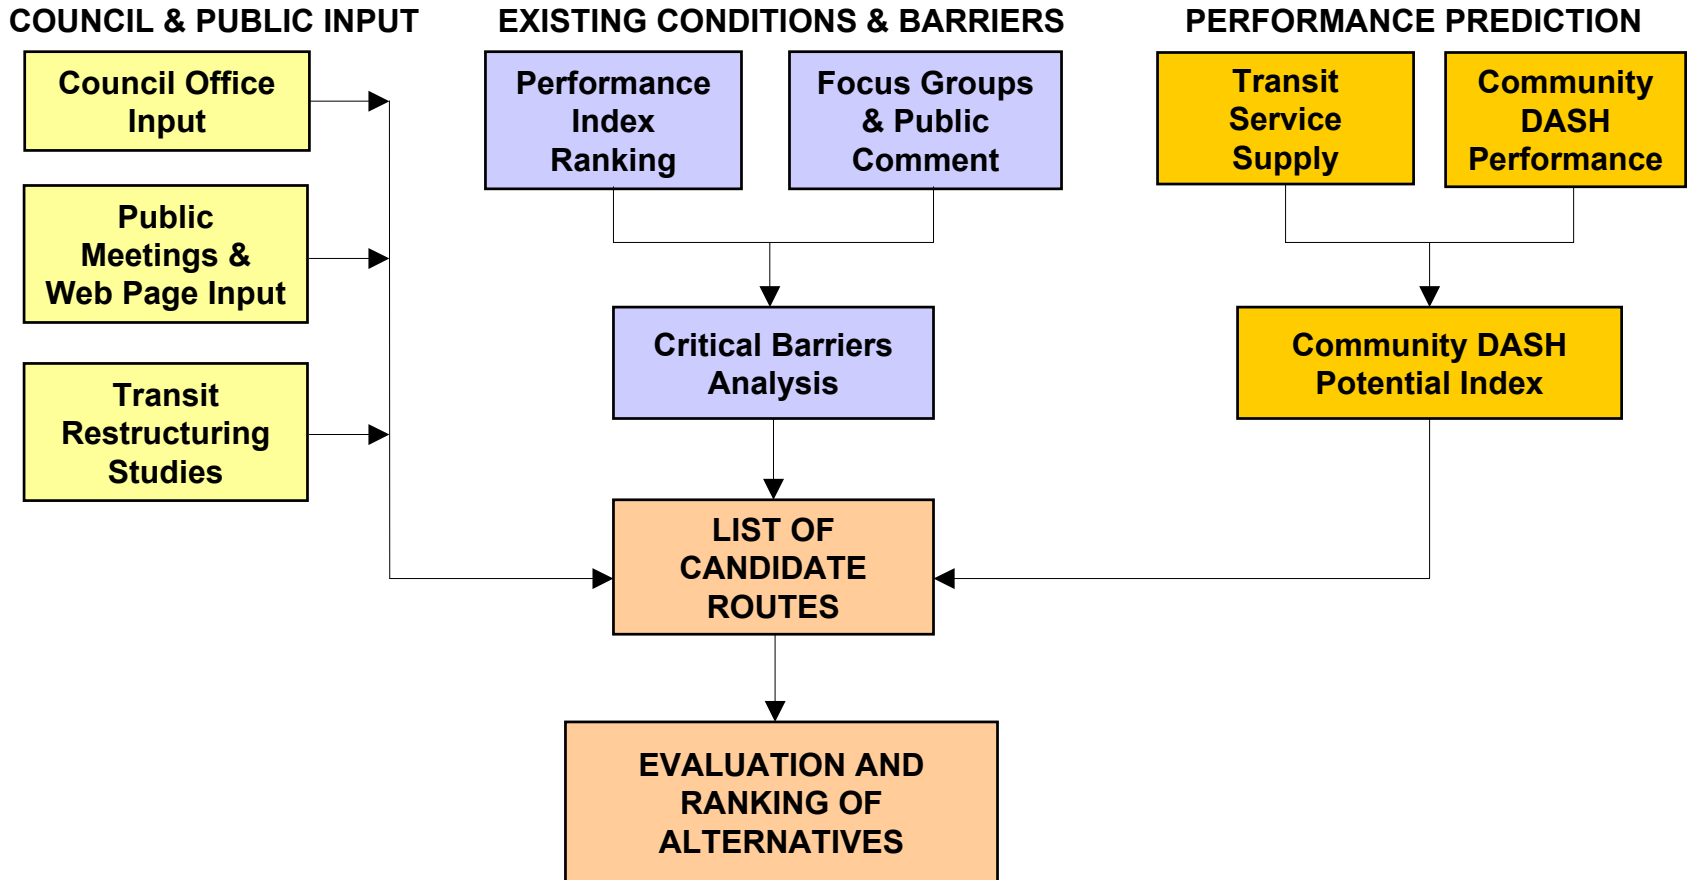 COUNCIL & PUBLIC INPUT
EXISTING CONDITIONS & BARRIERS
PERFORMANCE PREDICTION
Council Office
Input
Public
Meetings &
Web Page Input
Transit
Restructuring
Studies
Performance
Index
Ranking
Focus Groups
& Public
Comment
Critical Barriers
Analysis
Transit
Service
Supply
Community
DASH
Performance
Community DASH
Potential Index
LIST OF
CANDIDATE
ROUTES
EVALUATION AND
RANKING OF
ALTERNATIVES